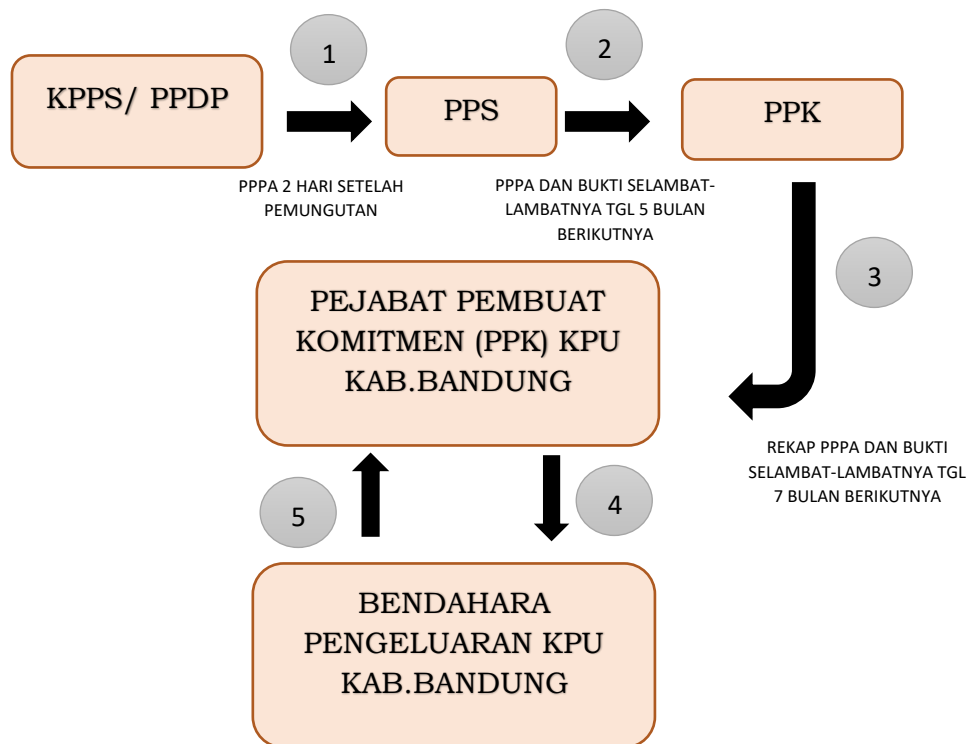 1
2
KPPS/ PPDP
PPS
PPK
PPPA 2 HARI SETELAH
PEMUNGUTAN
PPPA DAN BUKTI SELAMBAT-
LAMBATNYA TGL 5 BULAN
BERIKUTNYA
3
PEJABAT PEMBUAT
KOMITMEN (PPK) KPU
KAB.BANDUNG
REKAP PPPA DAN BUKTI
SELAMBAT-LAMBATNYA TGL
7 BULAN BERIKUTNYA
5
4
BENDAHARA
PENGELUARAN KPU
KAB.BANDUNG